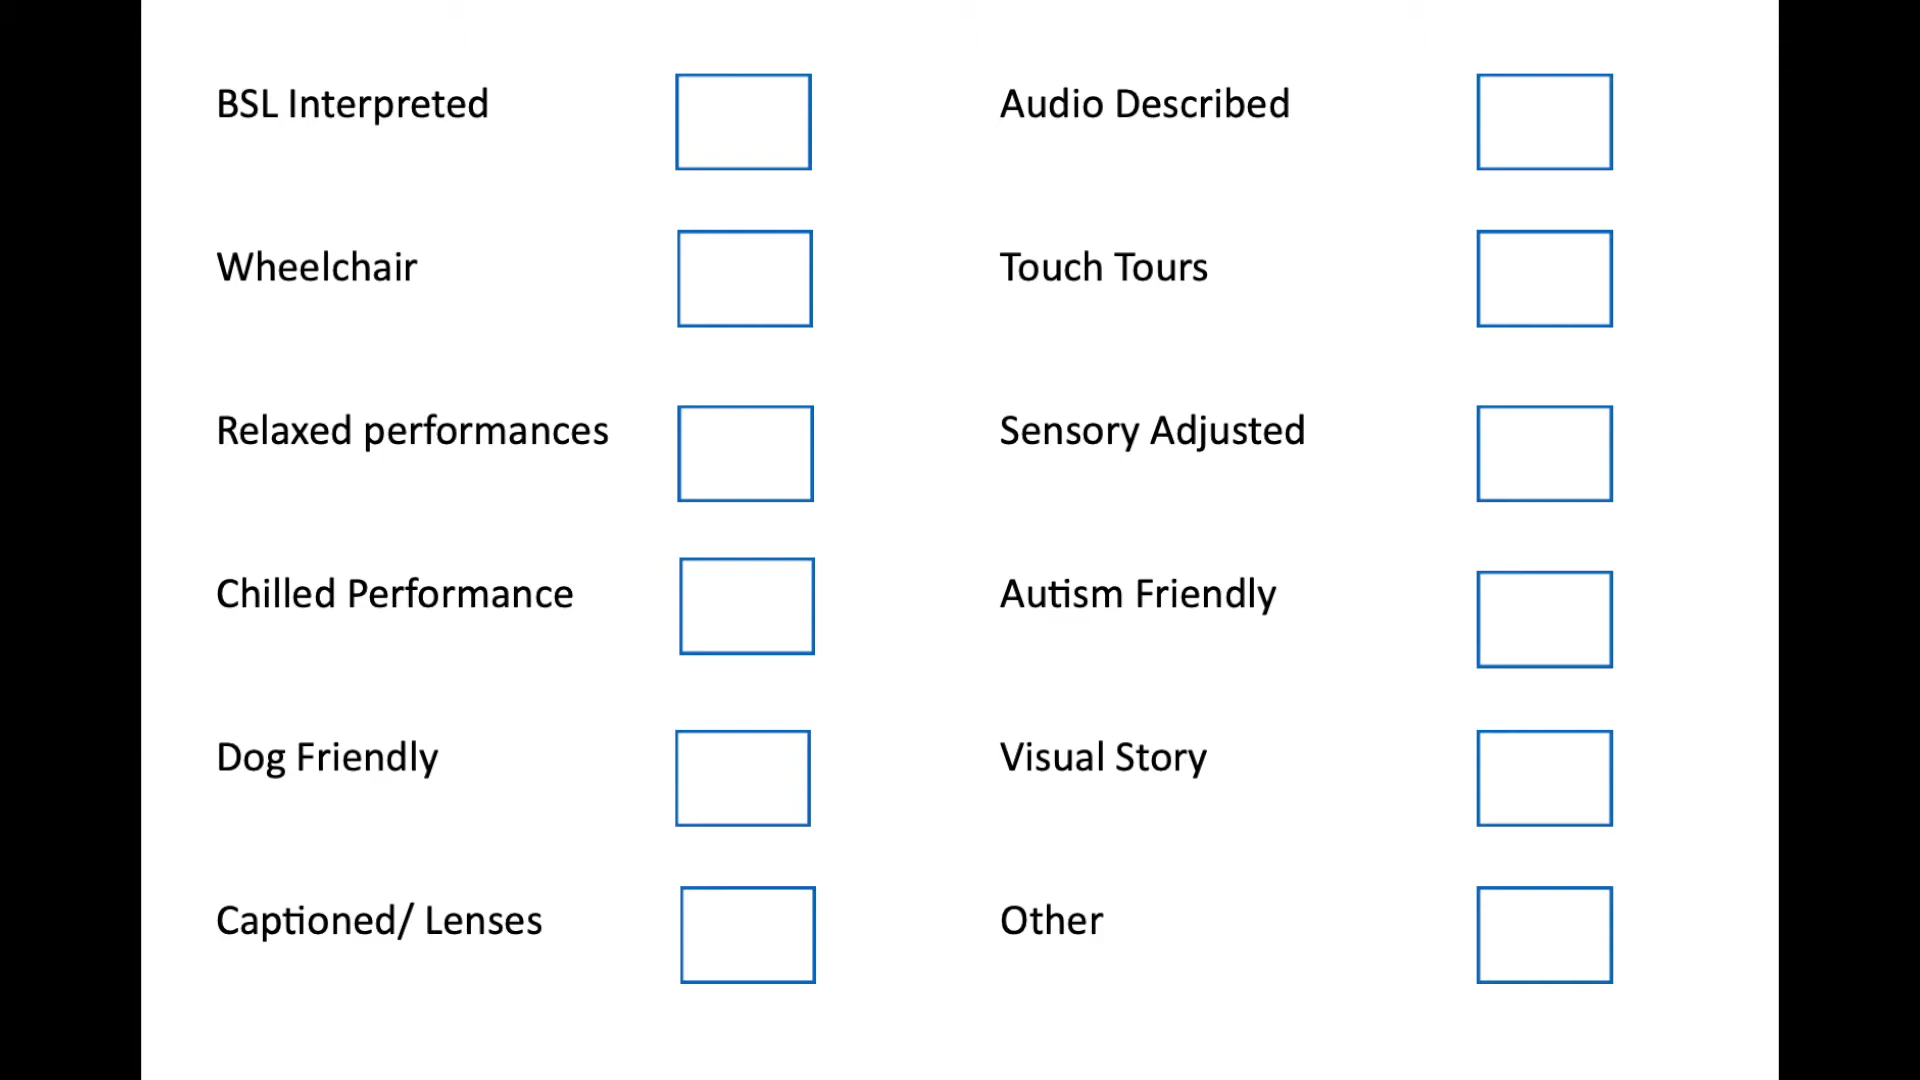 BSL Interpreted
Audio Described
Wheelchair
Touch Tours
Relaxed performances
Sensory Adjusted
Chilled Performance
Autism Friendly
Dog Friendly
Visual Story
Captioned/ Lenses
Other